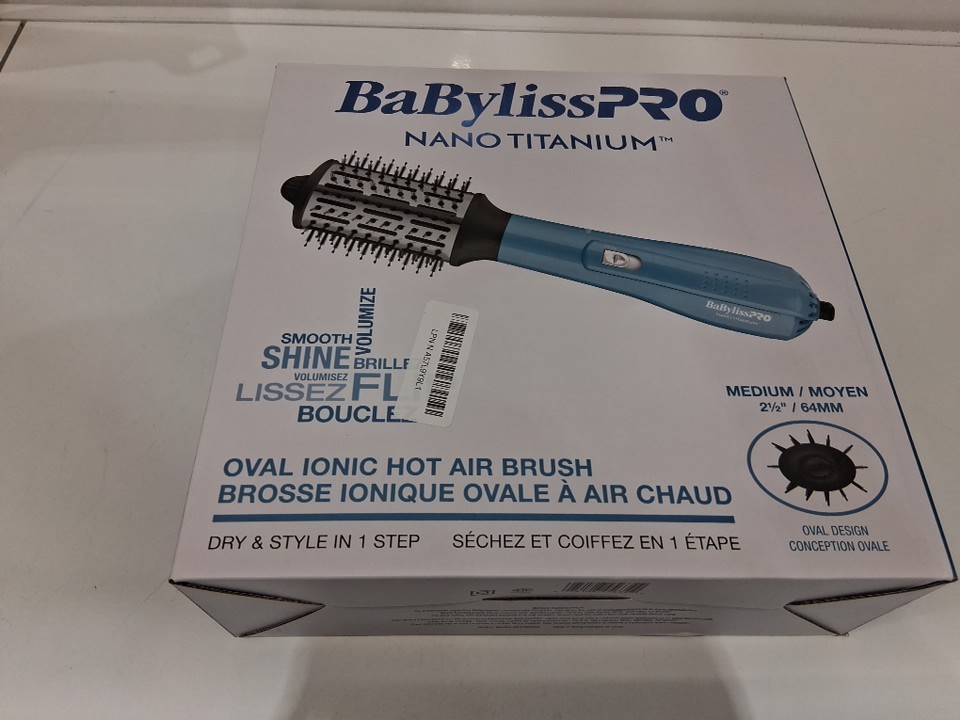 BaBylissPRO®
NANO TITANIUM™
BaBylissPRO
VOLUMIZE
SMOOTH
SHINE
BRILLE
VOLUMISEZ
LISSEZ
FL
BOUCLEZ
MEDIUM / MOYEN
2½" / 64MM
OVAL IONIC HOT AIR BRUSH
BROSSE IONIQUE OVALE À AIR CHAUD
DRY & STYLE IN 1 STEP SÉCHEZ ET COIFFEZ EN 1 ÉTAPE
OVAL DESIGN
CONCEPTION OVALE